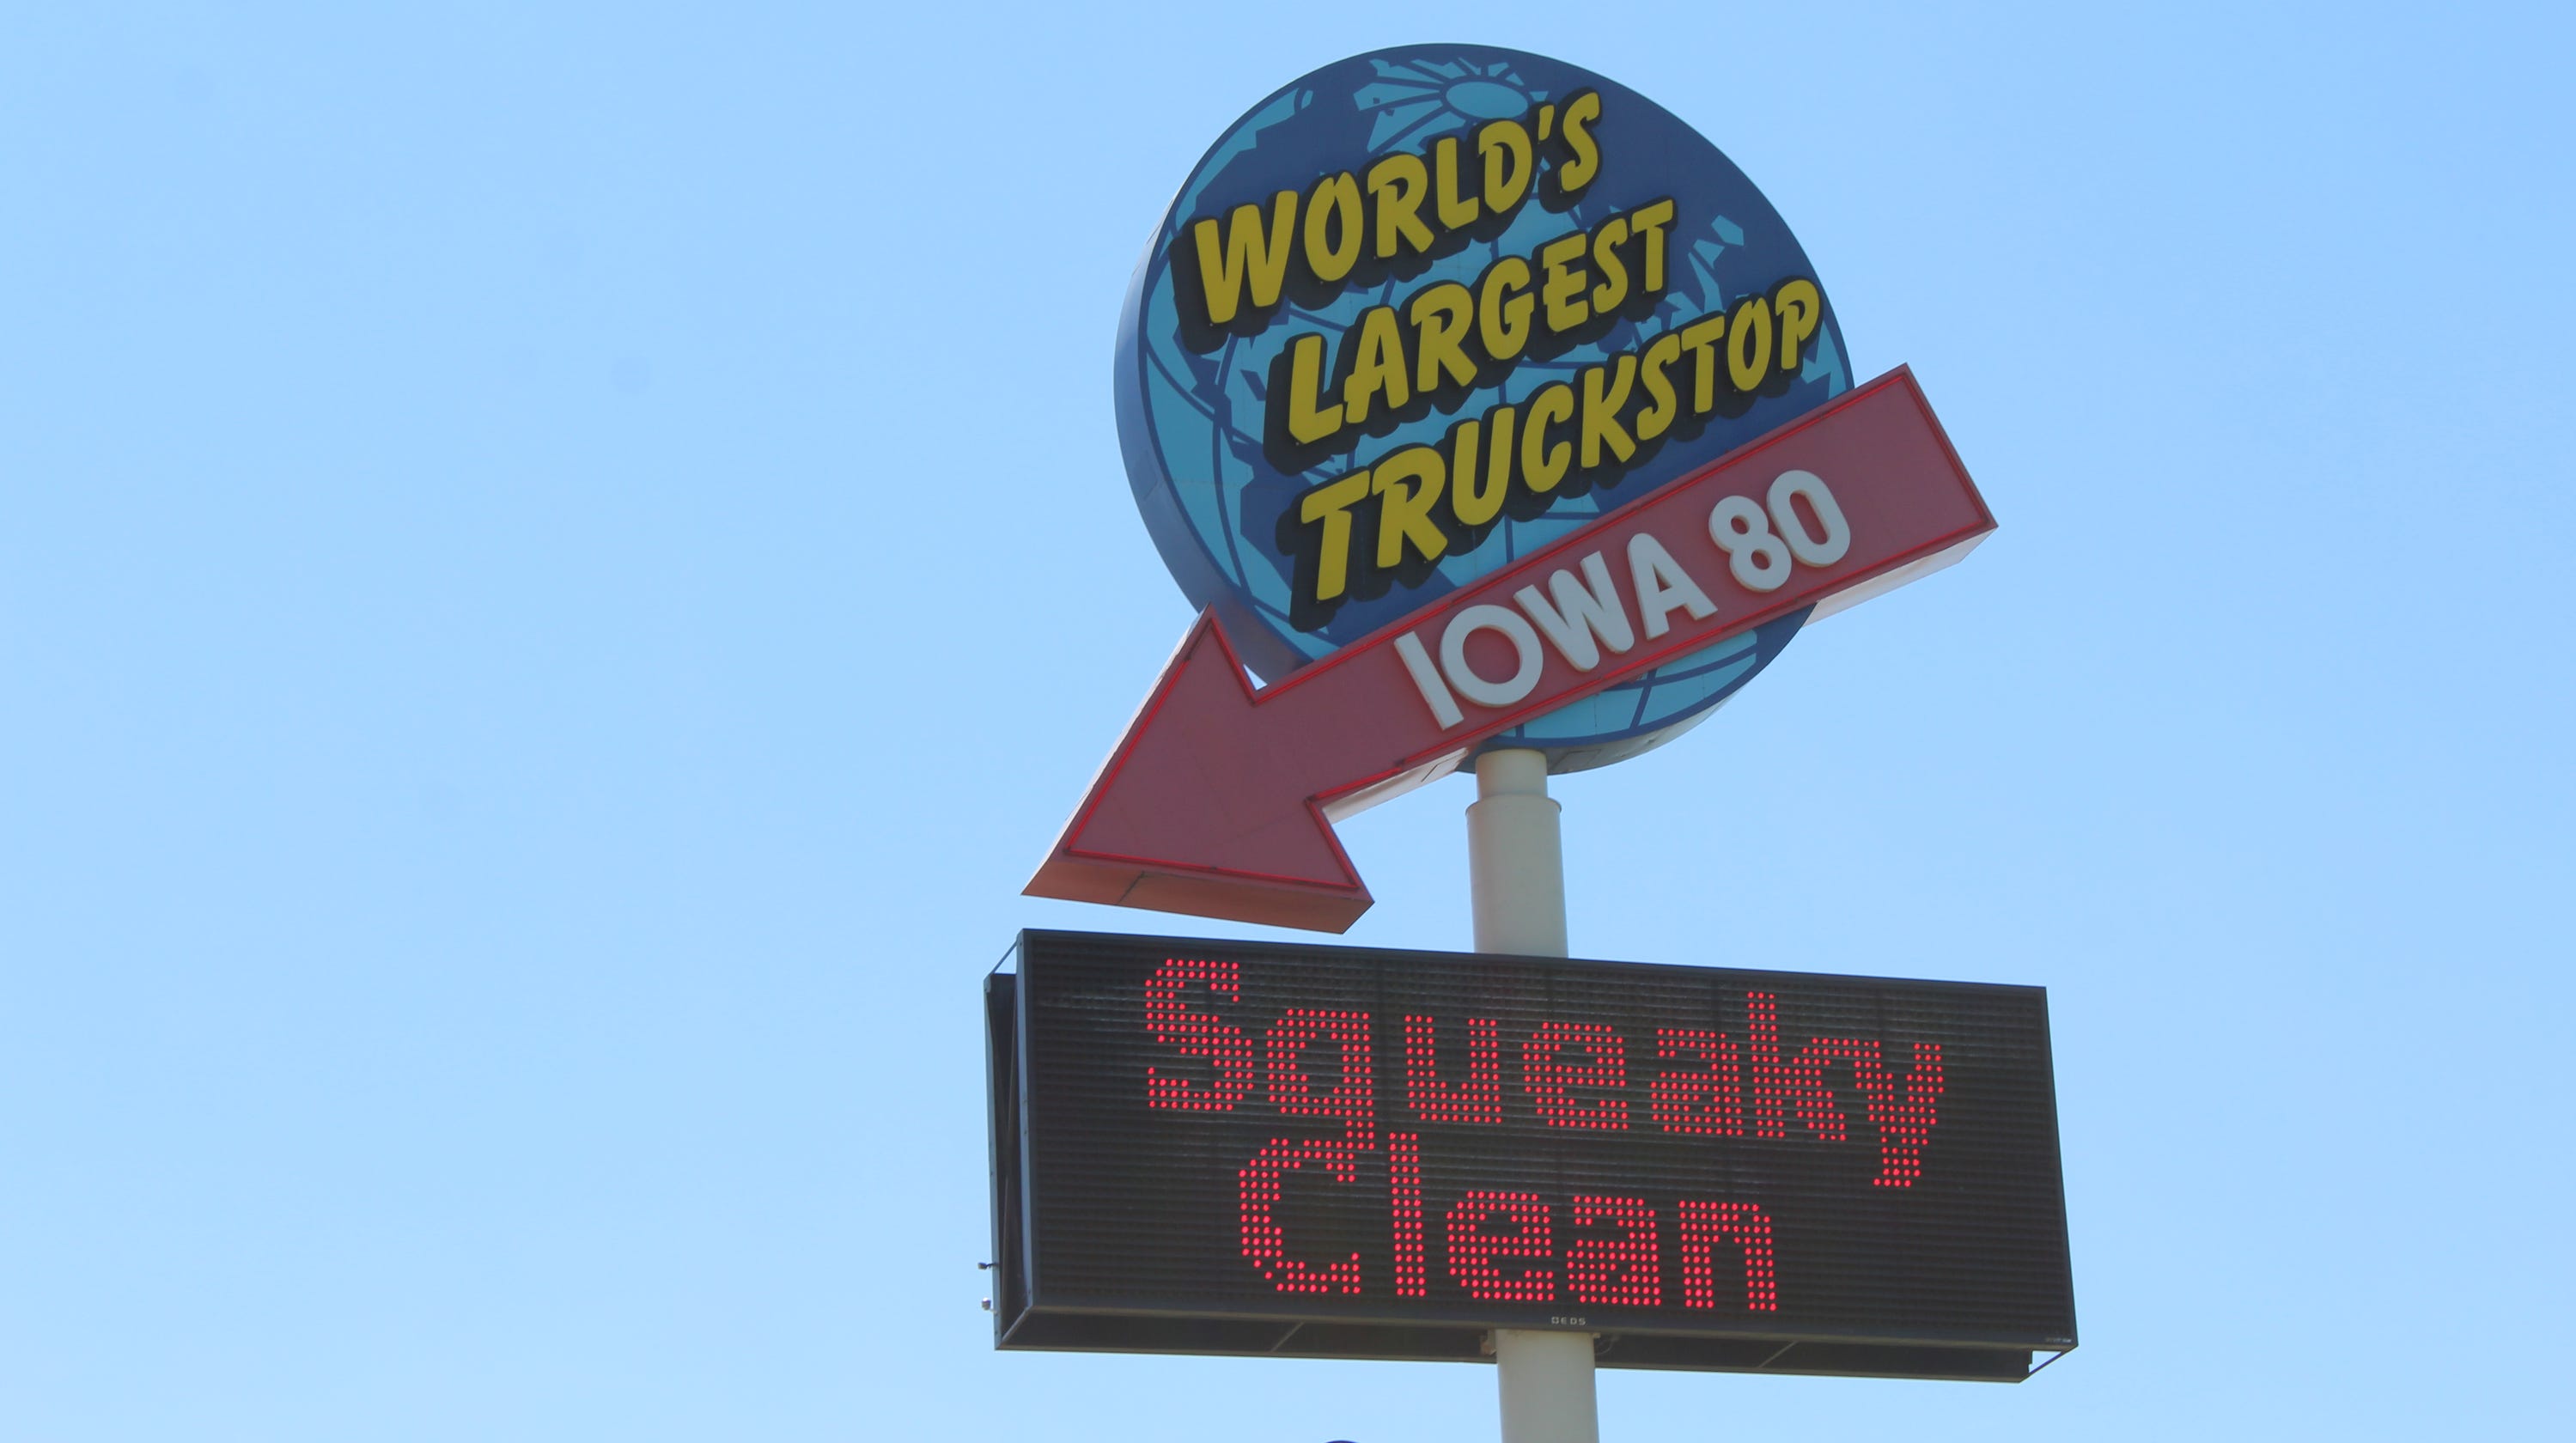 WORLD'S
LARGEST
TRUCKSTOP
IOWA 80
Squeaky
Clean